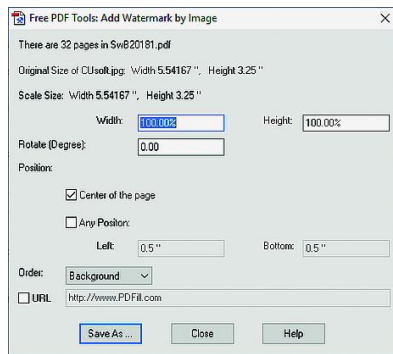 Free PDF Tools: Add Watermark by Image
There are 32 pages in SwB20181.pdf
Original Size of CUsoft.jpg: Width 5.54167 ", Height 3.25 "
Scale Size: Width 5.54167 ", Height 3.25 "
Width: 100.00% Height: 100.00%
Rotate (Degree): 0.00
Position:
Center of the page
Any Positon:
Left: 0.5 " Bottom: 0.5 "
Order: Background
URL http://www.PDFill.com
Save As ... Close Help